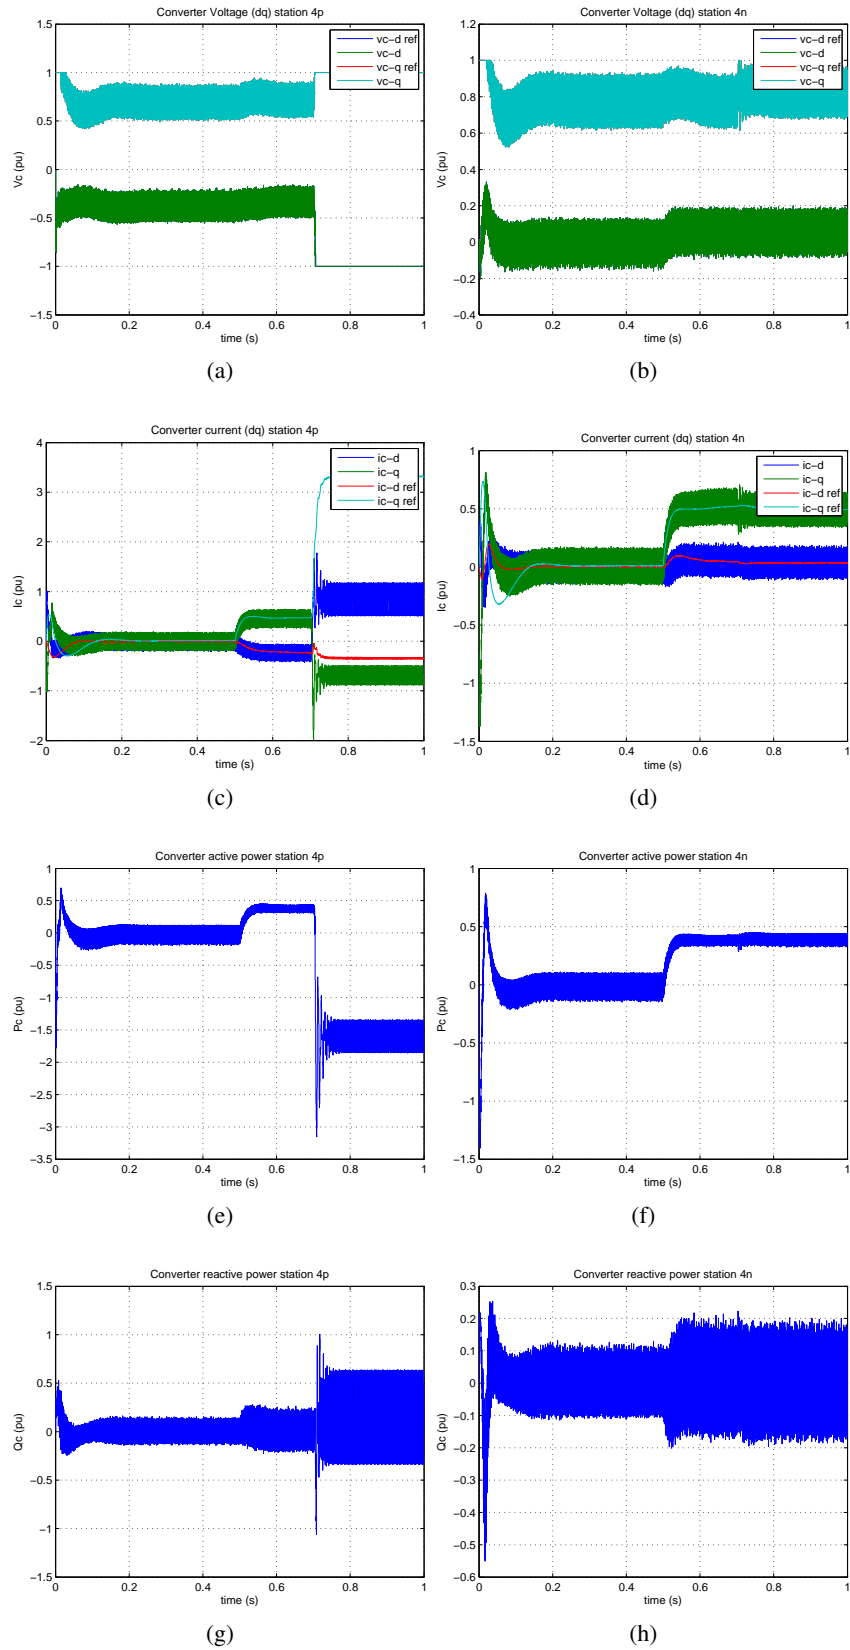 Converter Voltage (dq) station 4p
1.5
1
0.5
0
−0.5
−1
−1.5
0
0.2
0.4
0.6
0.8
1
Vc (pu)
time (s)
vc−d ref
vc−d
vc−q ref
vc−q
(a)
Converter Voltage (dq) station 4n
1.2
1
0.8
0.6
0.4
0.2
0
−0.2
−0.4
0
0.2
0.4
0.6
0.8
1
Vc (pu)
time (s)
vc−d ref
vc−d
vc−q ref
vc−q
(b)
Converter current (dq) station 4p
4
3
2
1
0
−1
−2
0
0.2
0.4
0.6
0.8
1
Ic (pu)
time (s)
ic−d
ic−q
ic−d ref
ic−q ref
(c)
Converter current (dq) station 4n
1
0.5
0
−0.5
−1
−1.5
0
0.2
0.4
0.6
0.8
1
Ic (pu)
time (s)
ic−d
ic−q
ic−d ref
ic−q ref
(d)
Converter active power station 4p
1
0.5
0
−0.5
−1
−1.5
−2
−2.5
−3
−3.5
0
0.2
0.4
0.6
0.8
1
Pc (pu)
time (s)
(e)
Converter active power station 4n
1
0.5
0
−0.5
−1
−1.5
0
0.2
0.4
0.6
0.8
1
Pc (pu)
time (s)
(f)
Converter reactive power station 4p
1.5
1
0.5
0
−0.5
−1
−1.5
0
0.2
0.4
0.6
0.8
1
Qc (pu)
time (s)
(g)
Converter reactive power station 4n
0.3
0.2
0.1
0
−0.1
−0.2
−0.3
−0.4
−0.5
−0.6
0
0.2
0.4
0.6
0.8
1
Qc (pu)
time (s)
(h)